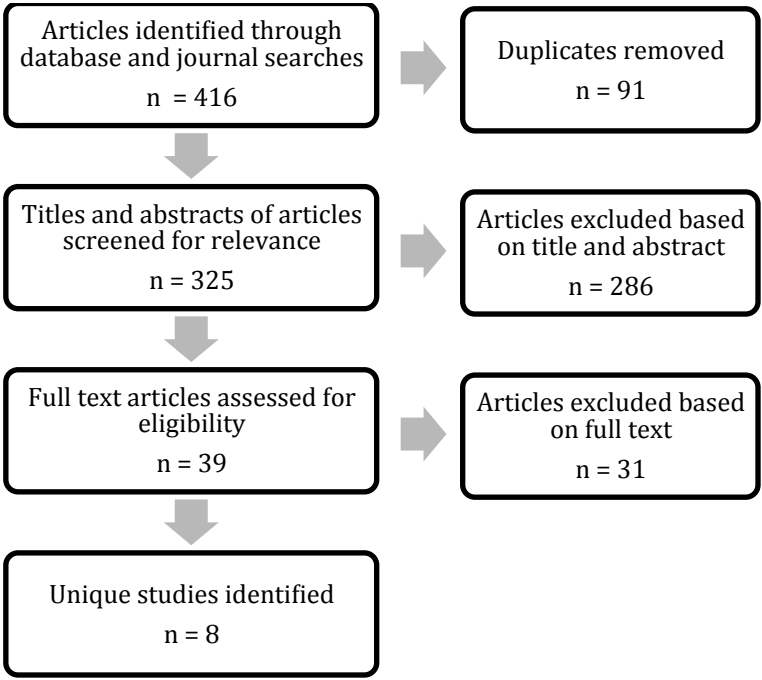 Articles identified through
database and journal searches
n = 416
Duplicates removed
n = 91
Titles and abstracts of articles
screened for relevance
n = 325
Articles excluded based
on title and abstract
n = 286
Full text articles assessed for
eligibility
n = 39
Articles excluded based
on full text
n = 31
Unique studies identified
n = 8